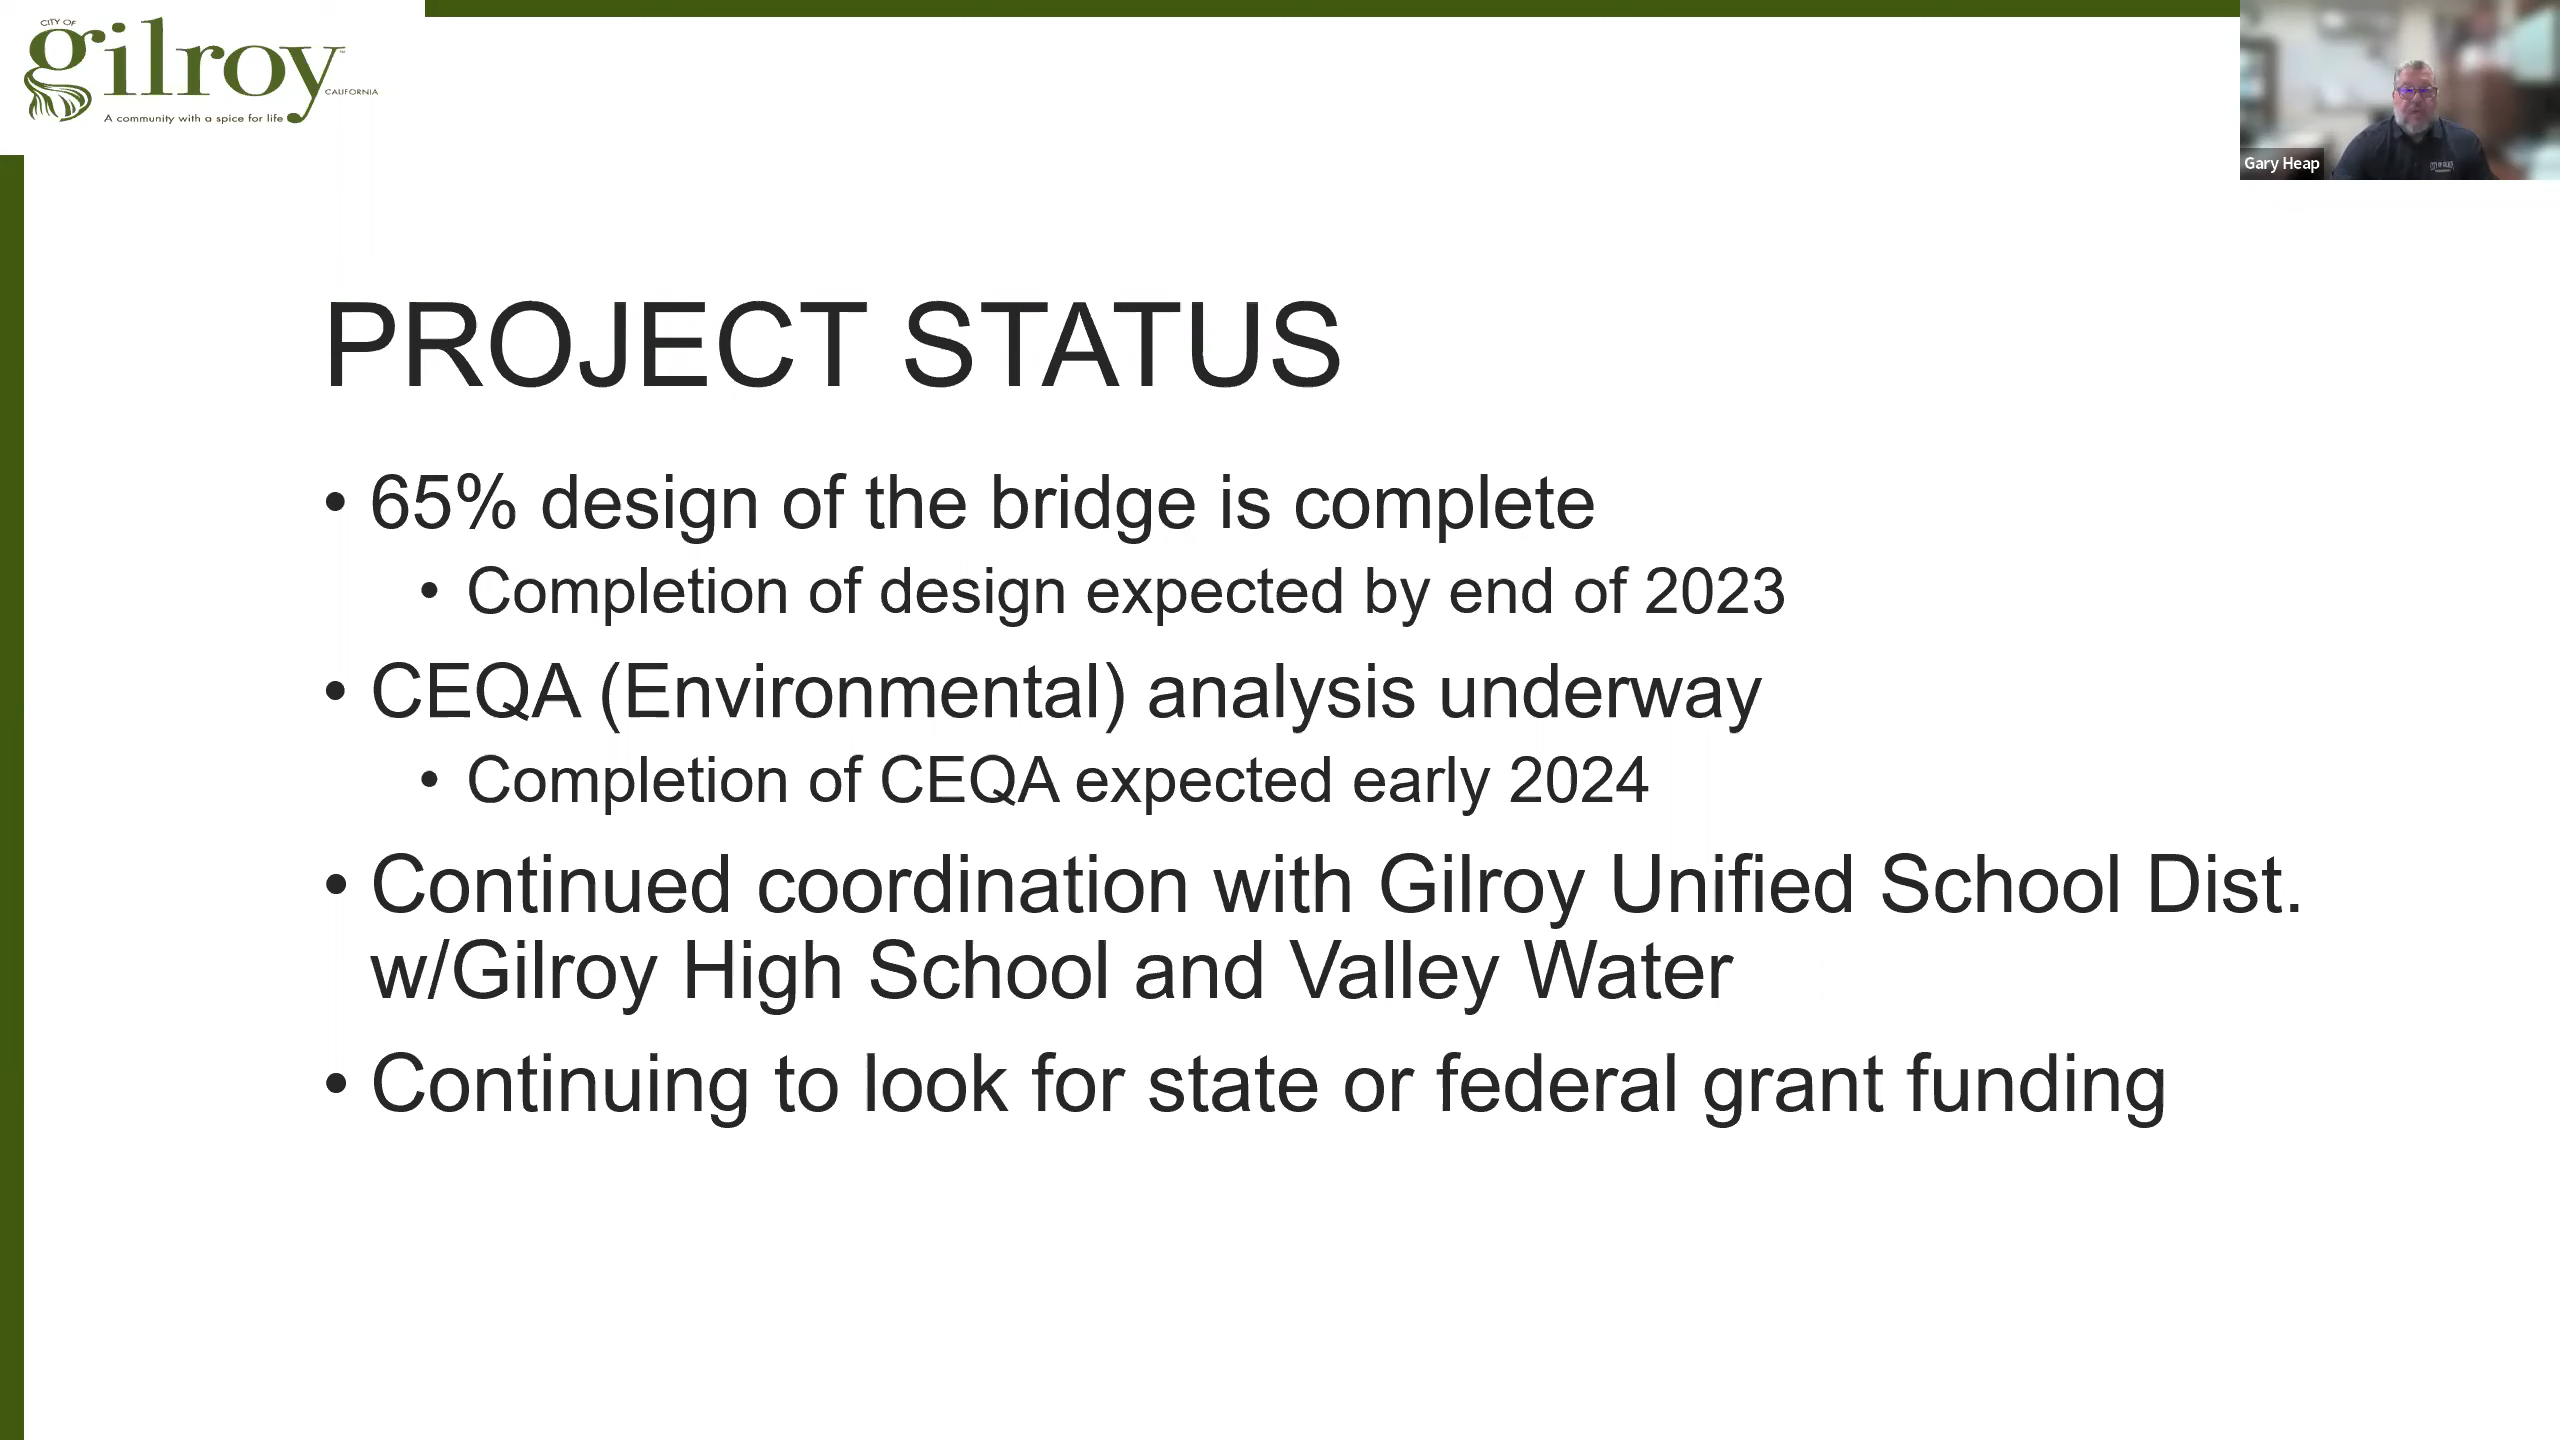 CITY OF
gilroy
CALIFORNIA
A community with a spice for life
Gary Heap
PROJECT STATUS
• 65% design of the bridge is complete
• Completion of design expected by end of 2023
• CEQA (Environmental) analysis underway
• Completion of CEQA expected early 2024
• Continued coordination with Gilroy Unified School Dist.
w/Gilroy High School and Valley Water
• Continuing to look for state or federal grant funding